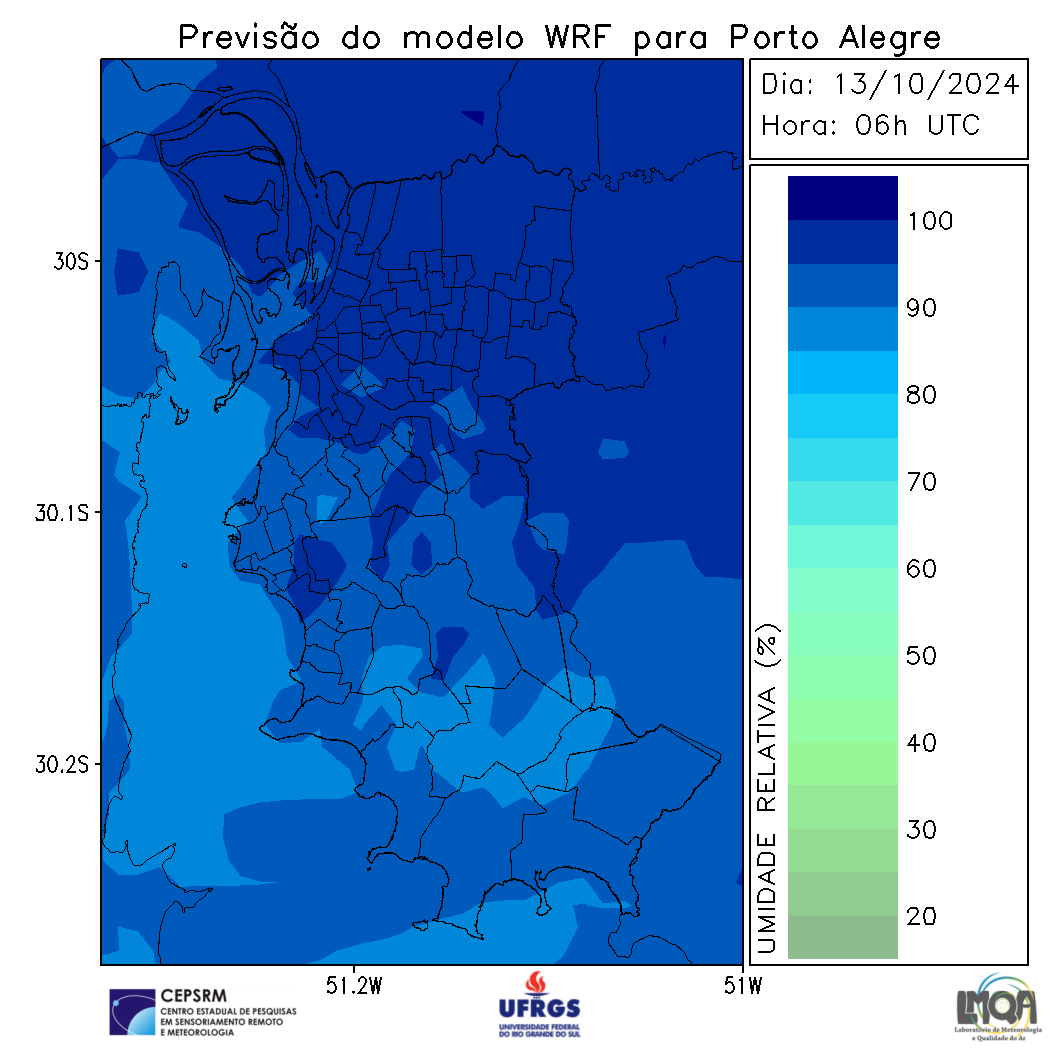 Previsão do modelo WRF para Porto Alegre
Dia: 13/10/2024
Hora: 06h UTC
100
90
80
70
60
50
40
30
20
UMIDADE RELATIVA (%)
30S
30.1S
30.2S
51.2W
51W
CEPSRM
CENTRO ESTADUAL DE PESQUISAS
EM SENSORIAMENTO REMOTO
E METEOROLOGIA
UFRGS
UNIVERSIDADE FEDERAL
DO RIO GRANDE DO SUL
LMQA
Laboratório de Meteorologia
e Qualidade do Ar